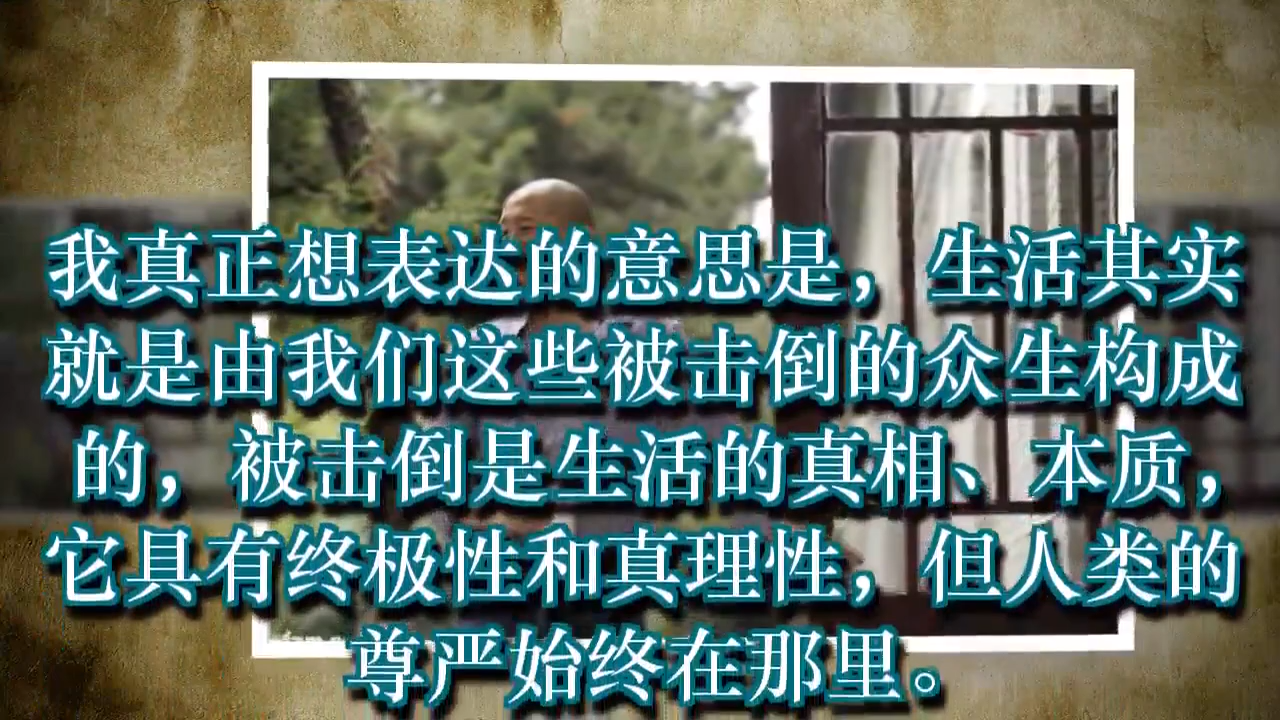 我真正想表达的意思是，生活其实
就是由我们这些被击倒的众生构成
的，被击倒是生活的真相、本质，
它具有终极性和真理性，但人类的
尊严始终在那里。